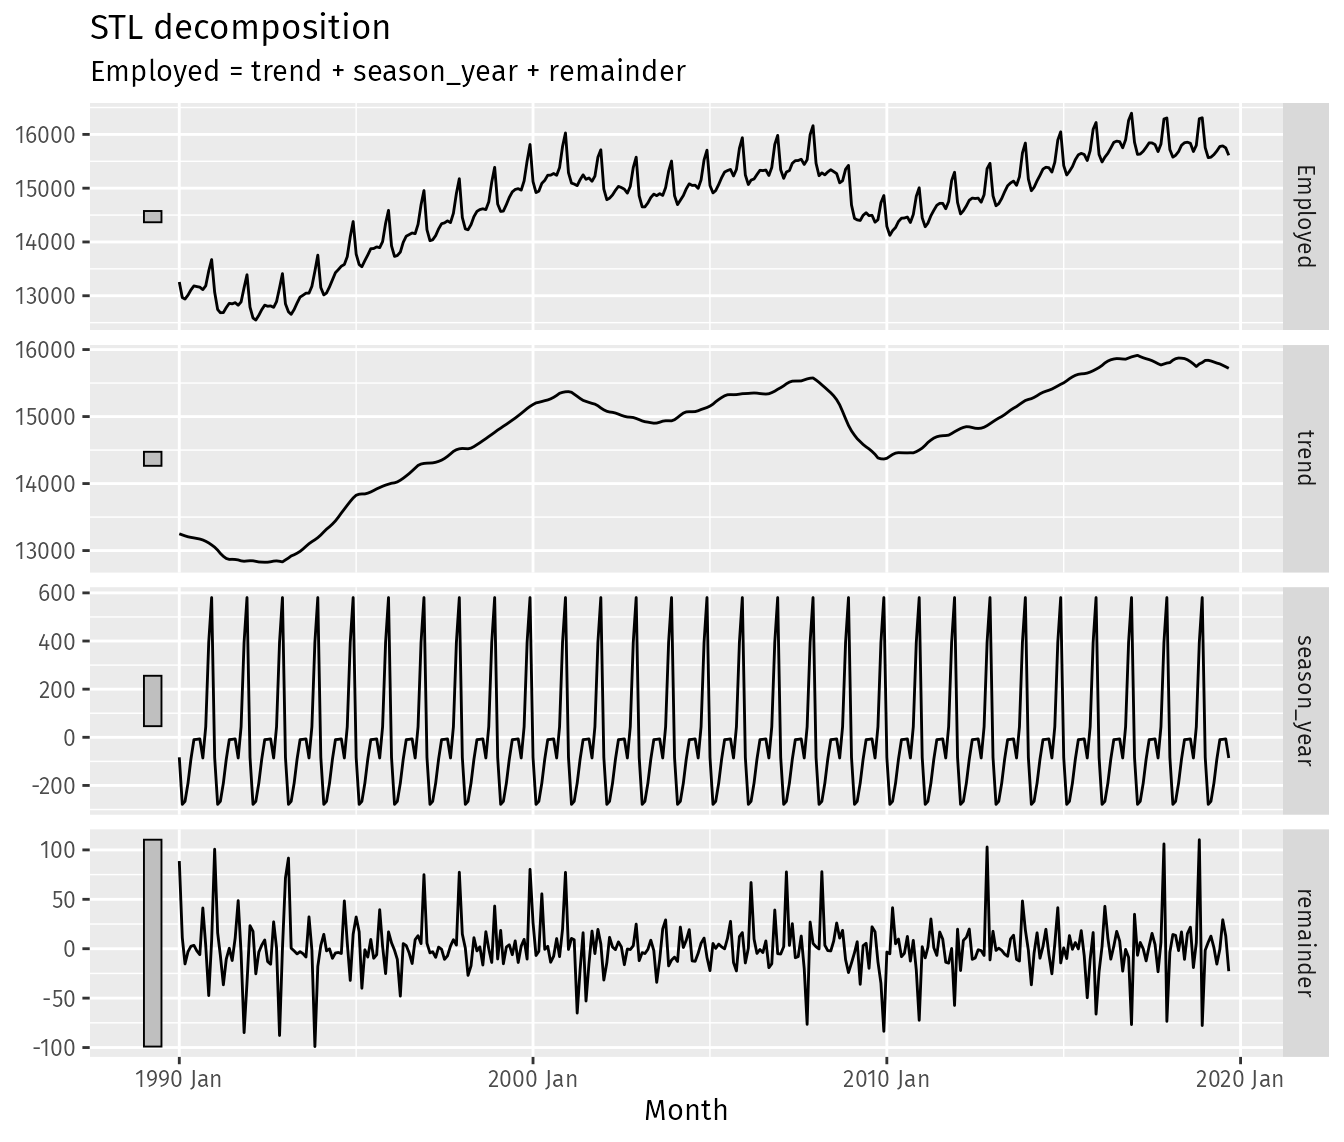 STL decomposition
Employed = trend + season_year + remainder
16000
15000
14000
13000
Employed
16000
15000
14000
13000
trend
600
400
200
0
-200
season_year
100
50
0
-50
-100
remainder
1990 Jan
2000 Jan
2010 Jan
2020 Jan
Month